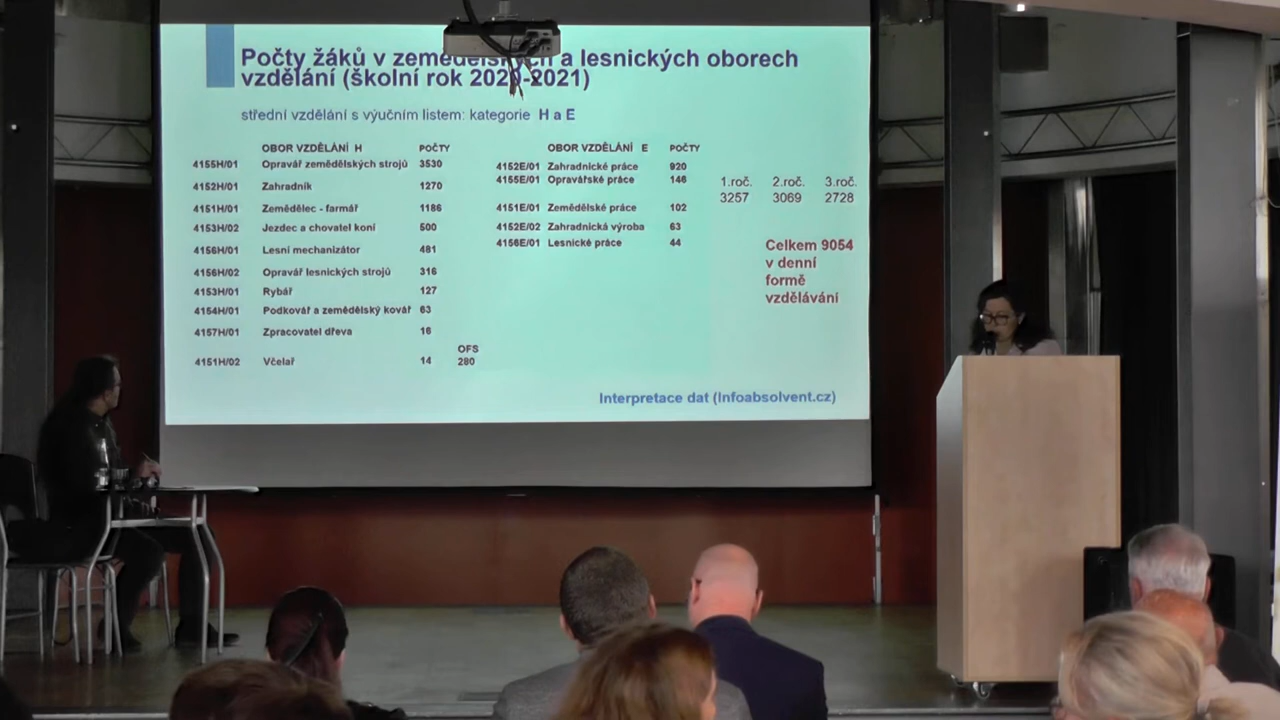 Počty žáků v zemědělských a lesnických oborech
vzdělání (školní rok 2020-2021)
střední vzdělání s výučním listem: kategorie H a E
OBOR VZDĚLÁNÍ H POČTY
4155H/01 Opravář zemědělských strojů 3530
4152H/01 Zahradník 1270
4151H/01 Zemědělec - farmář 1186
4153H/02 Jezdec a chovatel koní 500
4156H/01 Lesní mechanizátor 481
4156H/02 Opravář lesnických strojů 316
4153H/01 Rybář 127
4154H/01 Podkovář a zemědělský kovář 63
4157H/01 Zpracovatel dřeva 16
4151H/02 Včelař 14
OFS
280
OBOR VZDĚLÁNÍ E POČTY
4152E/01 Zahradnické práce 920
4155E/01 Opravářské práce 146
4151E/01 Zemědělské práce 102
4152E/02 Zahradnická výroba 63
4156E/01 Lesnické práce 44
1.roč. 2.roč. 3.roč.
3257 3069 2728
Celkem 9054
v denní
formě
vzdělávání
Interpretace dat (Infoabsolvent.cz)